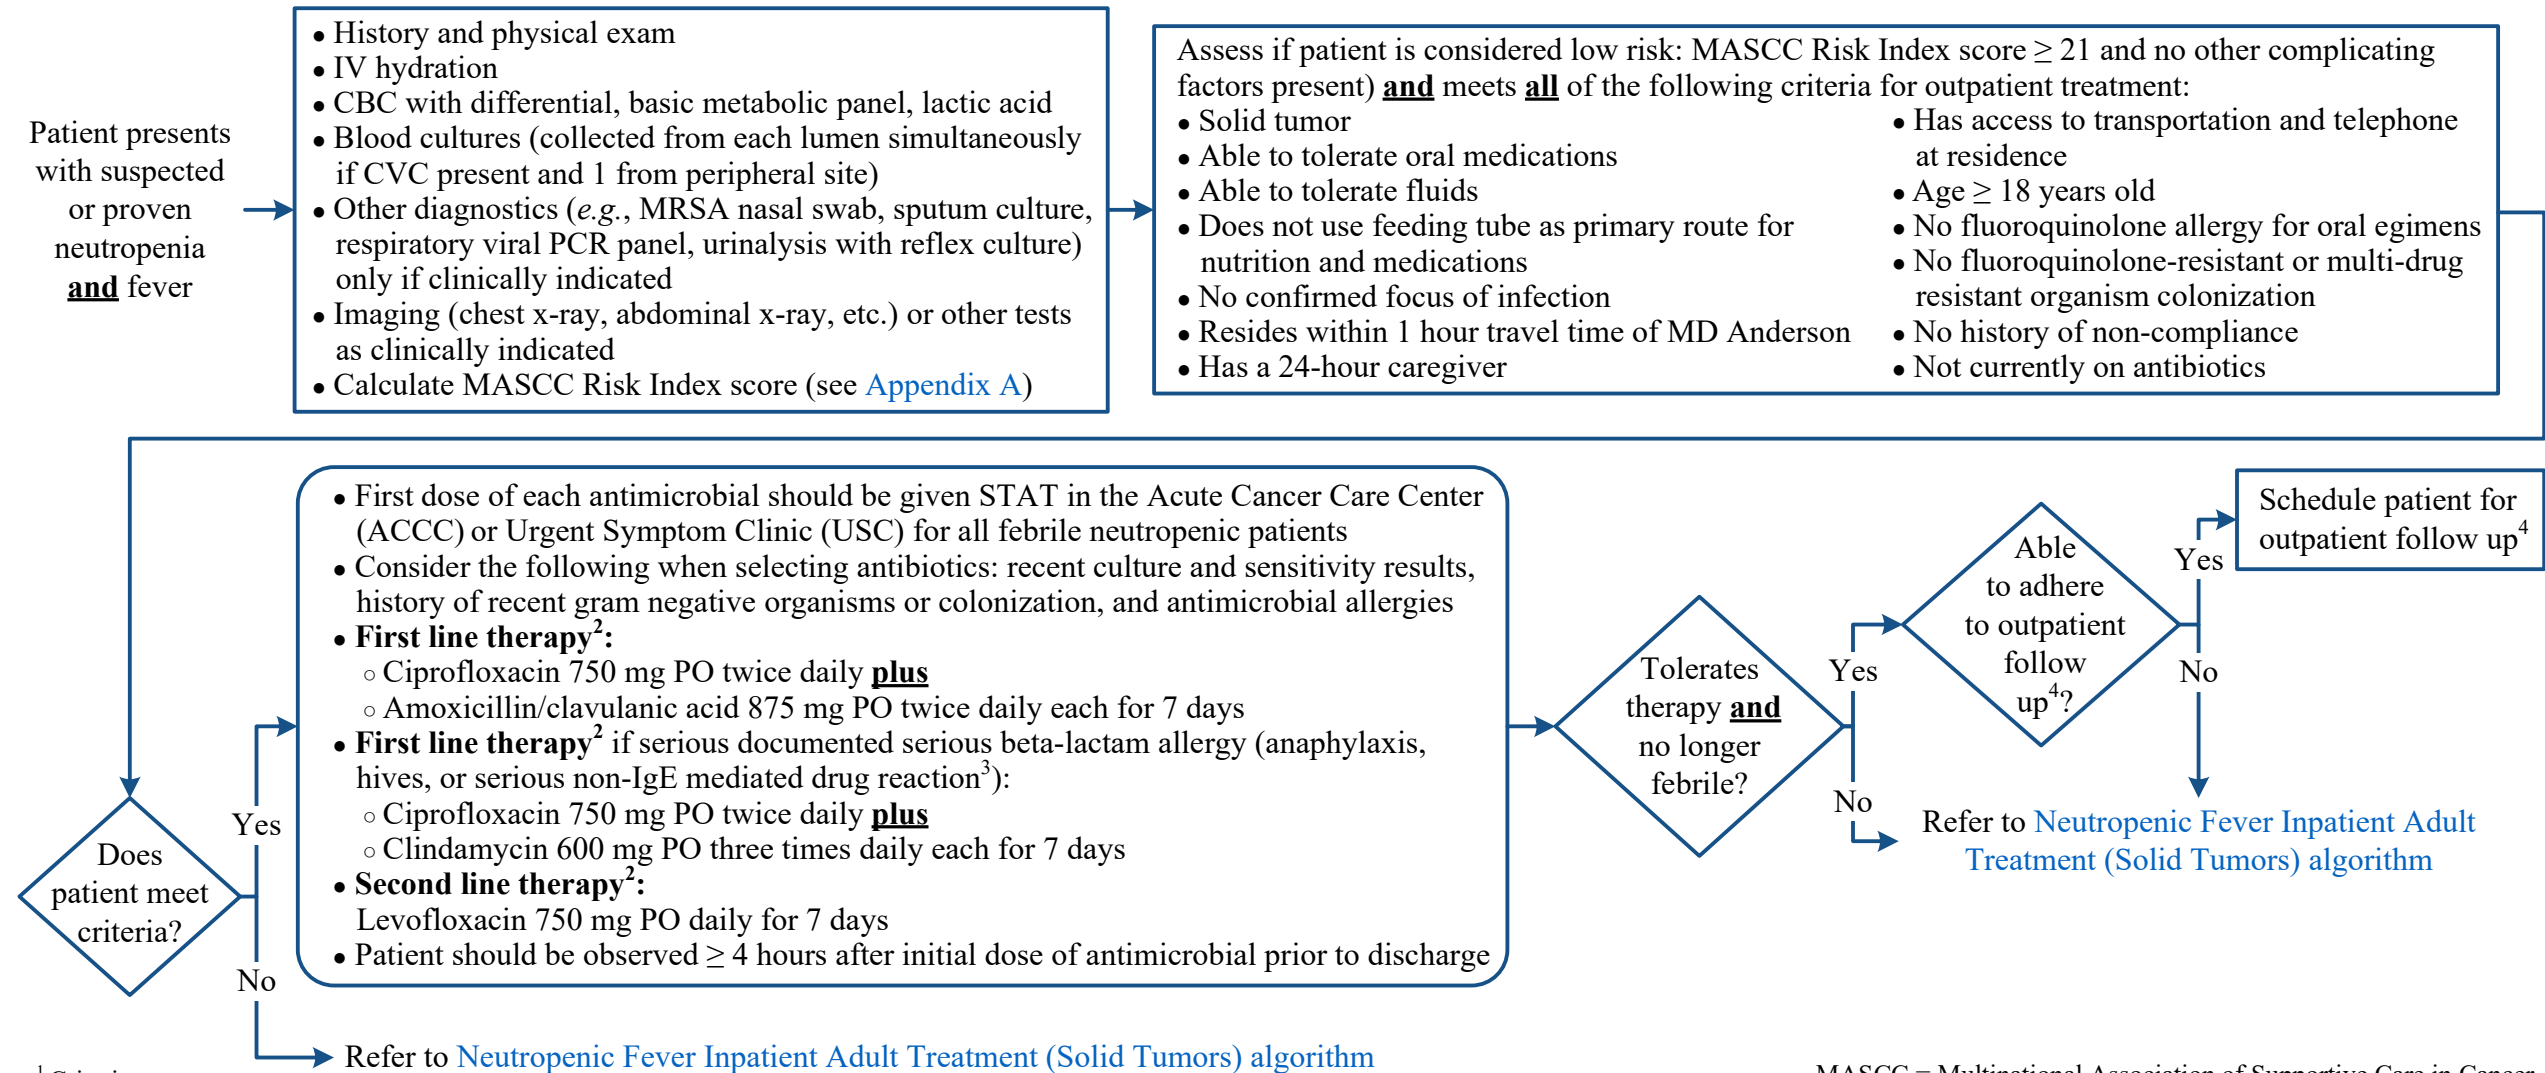 Patient presents
with suspected
or proven
neutropenia
and fever
• History and physical exam
• IV hydration
• CBC with differential, basic metabolic panel, lactic acid
• Blood cultures (collected from each lumen simultaneously
if CVC present and 1 from peripheral site)
• Other diagnostics (e.g., MRSA nasal swab, sputum culture,
respiratory viral PCR panel, urinalysis with reflex culture)
only if clinically indicated
• Imaging (chest x-ray, abdominal x-ray, etc.) or other tests
as clinically indicated
• Calculate MASCC Risk Index score (see Appendix A)
Assess if patient is considered low risk: MASCC Risk Index score ≥ 21 and no other complicating
factors present) and meets all of the following criteria for outpatient treatment:
• Solid tumor
• Able to tolerate oral medications
• Able to tolerate fluids
• Does not use feeding tube as primary route for
nutrition and medications
• No confirmed focus of infection
• Resides within 1 hour travel time of MD Anderson
• Has a 24-hour caregiver
• Has access to transportation and telephone
at residence
• Age ≥ 18 years old
• No fluoroquinolone allergy for oral egimens
• No fluoroquinolone-resistant or multi-drug
resistant organism colonization
• No history of non-compliance
• Not currently on antibiotics
Does
patient meet
criteria?
Yes
No
• First dose of each antimicrobial should be given STAT in the Acute Cancer Care Center
(ACCC) or Urgent Symptom Clinic (USC) for all febrile neutropenic patients
• Consider the following when selecting antibiotics: recent culture and sensitivity results,
history of recent gram negative organisms or colonization, and antimicrobial allergies
• First line therapy²:
○ Ciprofloxacin 750 mg PO twice daily plus
○ Amoxicillin/clavulanic acid 875 mg PO twice daily each for 7 days
• First line therapy² if serious documented serious beta-lactam allergy (anaphylaxis,
hives, or serious non-IgE mediated drug reaction³):
○ Ciprofloxacin 750 mg PO twice daily plus
○ Clindamycin 600 mg PO three times daily each for 7 days
• Second line therapy²:
Levofloxacin 750 mg PO daily for 7 days
• Patient should be observed ≥ 4 hours after initial dose of antimicrobial prior to discharge
Refer to Neutropenic Fever Inpatient Adult Treatment (Solid Tumors) algorithm
Tolerates
therapy and
no longer
febrile?
Yes
No
Able
to adhere
to outpatient
follow
up⁴?
Yes
No
Schedule patient for
outpatient follow up⁴
Refer to Neutropenic Fever Inpatient Adult
Treatment (Solid Tumors) algorithm
MASCC = Multinational Association of Supportive Care in Cancer